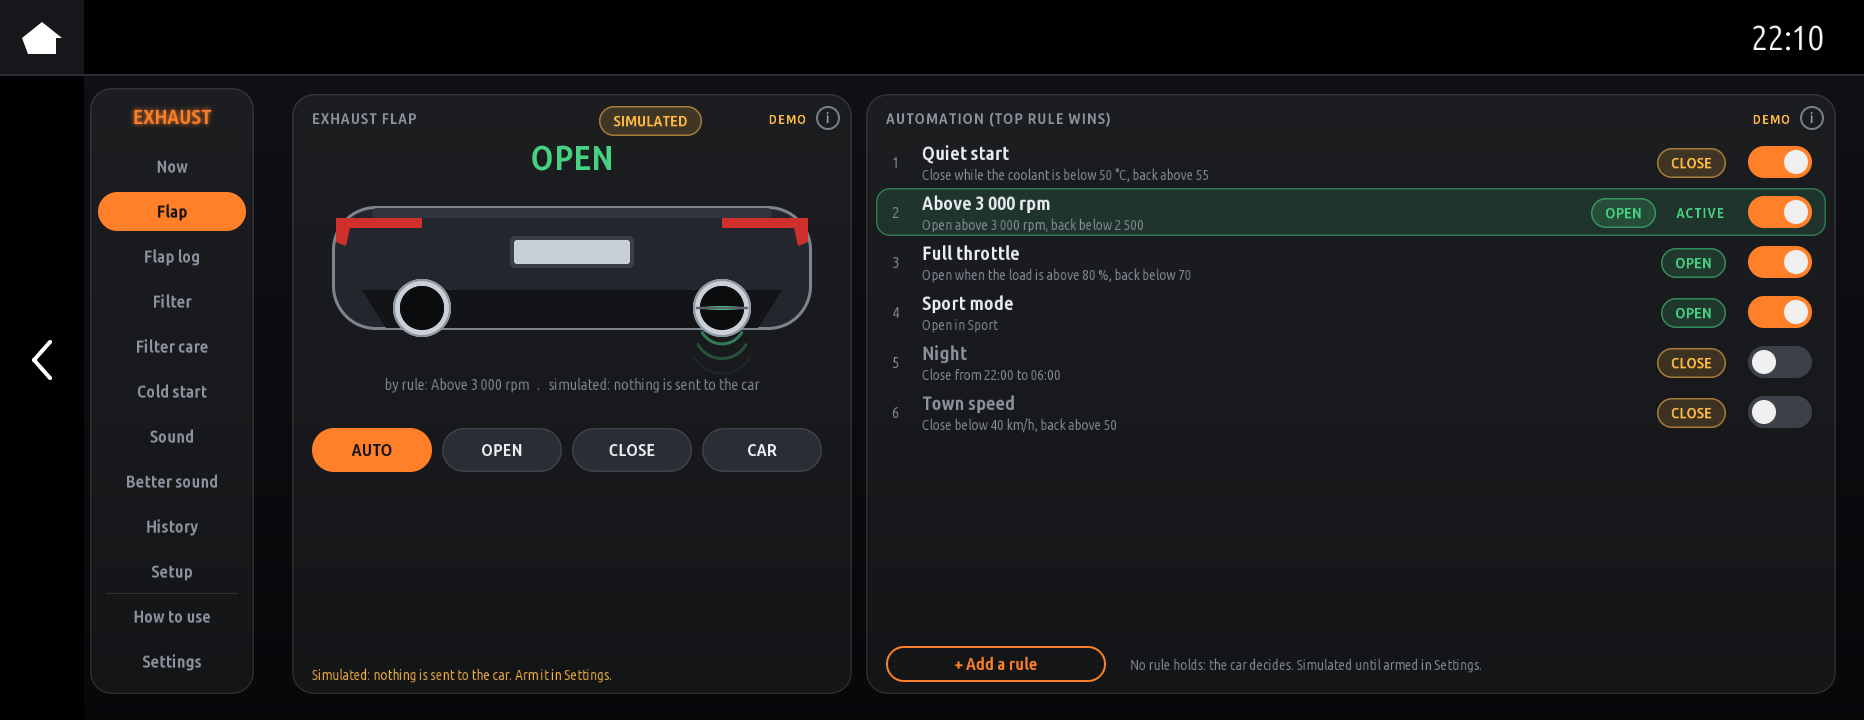 22:10
EXHAUST
Now
Flap
Flap log
Filter
Filter care
Cold start
Sound
Better sound
History
Setup
How to use
Settings
EXHAUST FLAP
SIMULATED
DEMO
i
OPEN
by rule: Above 3 000 rpm . simulated: nothing is sent to the car
AUTO
OPEN
CLOSE
CAR
Simulated: nothing is sent to the car. Arm it in Settings.
AUTOMATION (TOP RULE WINS)
DEMO
i
1
Quiet start
Close while the coolant is below 50 °C, back above 55
CLOSE
2
Above 3 000 rpm
Open above 3 000 rpm, back below 2 500
OPEN
ACTIVE
3
Full throttle
Open when the load is above 80 %, back below 70
OPEN
4
Sport mode
Open in Sport
OPEN
5
Night
Close from 22:00 to 06:00
CLOSE
6
Town speed
Close below 40 km/h, back above 50
CLOSE
+ Add a rule
No rule holds: the car decides. Simulated until armed in Settings.